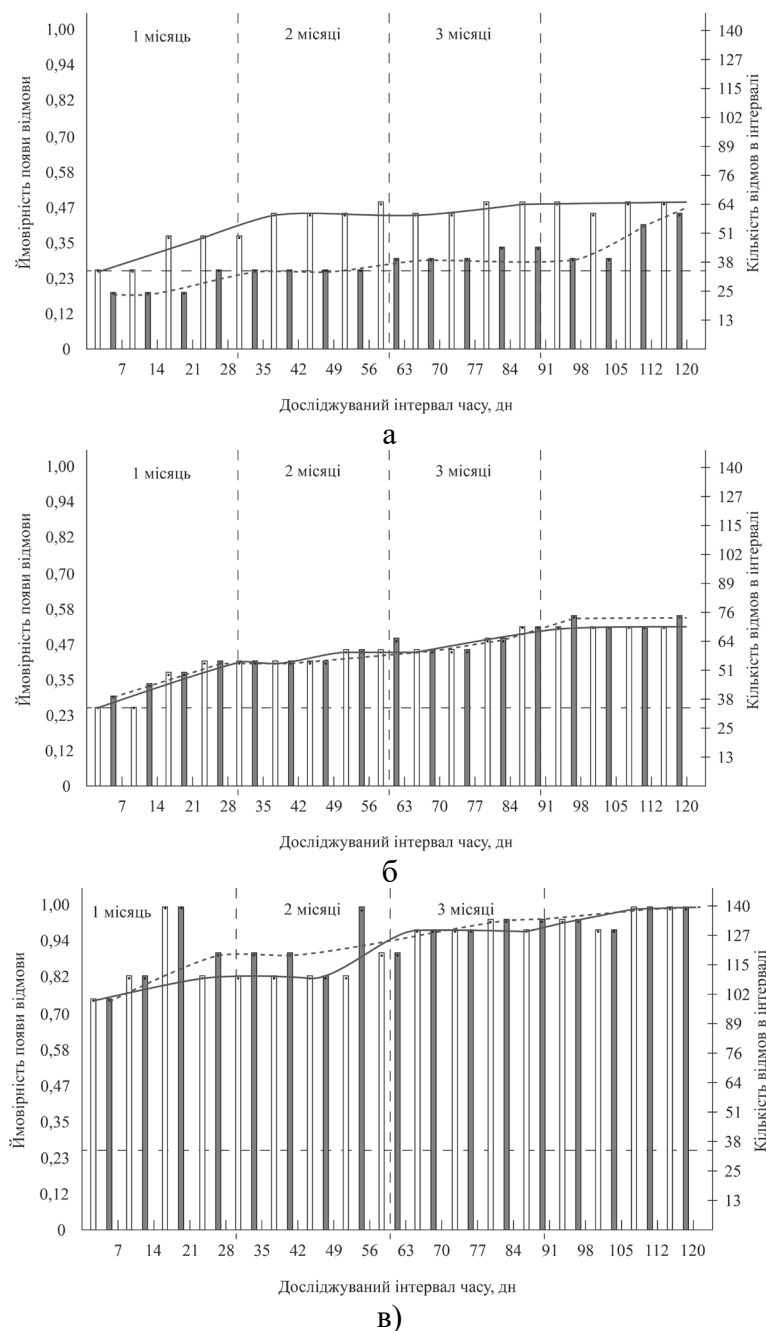 1,00
0,94
0,82
0,70
0,58
0,47
0,35
0,23
0,12
0
Ймовірність появи відмови
1 місяць
2 місяці
3 місяці
140
127
115
102
89
76
64
51
38
25
13
Кількість відмов в інтервалі
7 14 21 28 35 42 49 56 63 70 77 84 91 98 105 112 120
Досліджуваний інтервал часу, дн
а
1,00
0,94
0,82
0,70
0,58
0,47
0,35
0,23
0,12
0
Ймовірність появи відмови
1 місяць
2 місяці
3 місяці
140
127
115
102
89
76
64
51
38
25
13
Кількість відмов в інтервалі
7 14 21 28 35 42 49 56 63 70 77 84 91 98 105 112 120
Досліджуваний інтервал часу, дн
б
1,00
0,94
0,82
0,70
0,58
0,47
0,35
0,23
0,12
0
Ймовірність появи відмови
1 місяць
2 місяці
3 місяці
140
127
115
102
89
76
64
51
38
25
13
Кількість відмов в інтервалі
7 14 21 28 35 42 49 56 63 70 77 84 91 98 105 112 120
Досліджуваний інтервал часу, дн
в)